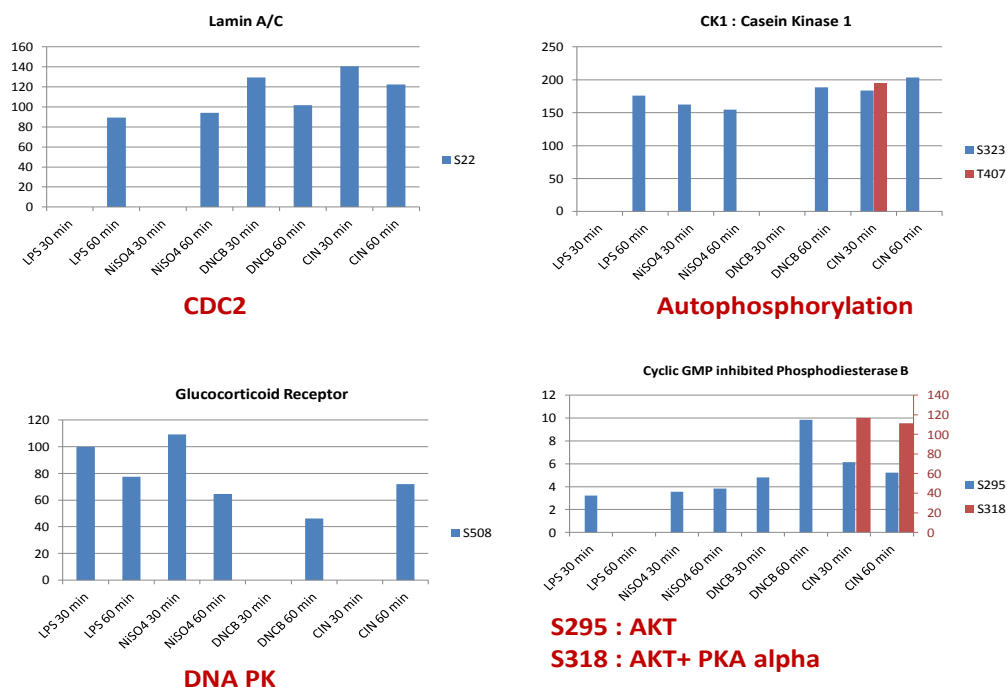 Lamin A/C
160
140
120
100
80
60
40
20
0
LPS 30 min
LPS 60 min
NiSO4 30 min
NiSO4 60 min
DNCB 30 min
DNCB 60 min
CIN 30 min
CIN 60 min
S22
CDC2
CK1 : Casein Kinase 1
250
200
150
100
50
0
LPS 30 min
LPS 60 min
NiSO4 30 min
NiSO4 60 min
DNCB 30 min
DNCB 60 min
CIN 30 min
CIN 60 min
S323
T407
Autophosphorylation
Glucocorticoid Receptor
120
100
80
60
40
20
0
LPS 30 min
LPS 60 min
NiSO4 30 min
NiSO4 60 min
DNCB 30 min
DNCB 60 min
CIN 30 min
CIN 60 min
S508
DNA PK
Cyclic GMP inhibited Phosphodiesterase B
12
10
8
6
4
2
0
140
120
100
80
60
40
20
0
LPS 30 min
LPS 60 min
NiSO4 30 min
NiSO4 60 min
DNCB 30 min
DNCB 60 min
CIN 30 min
CIN 60 min
S295
S318
S295 : AKT
S318 : AKT+ PKA alpha